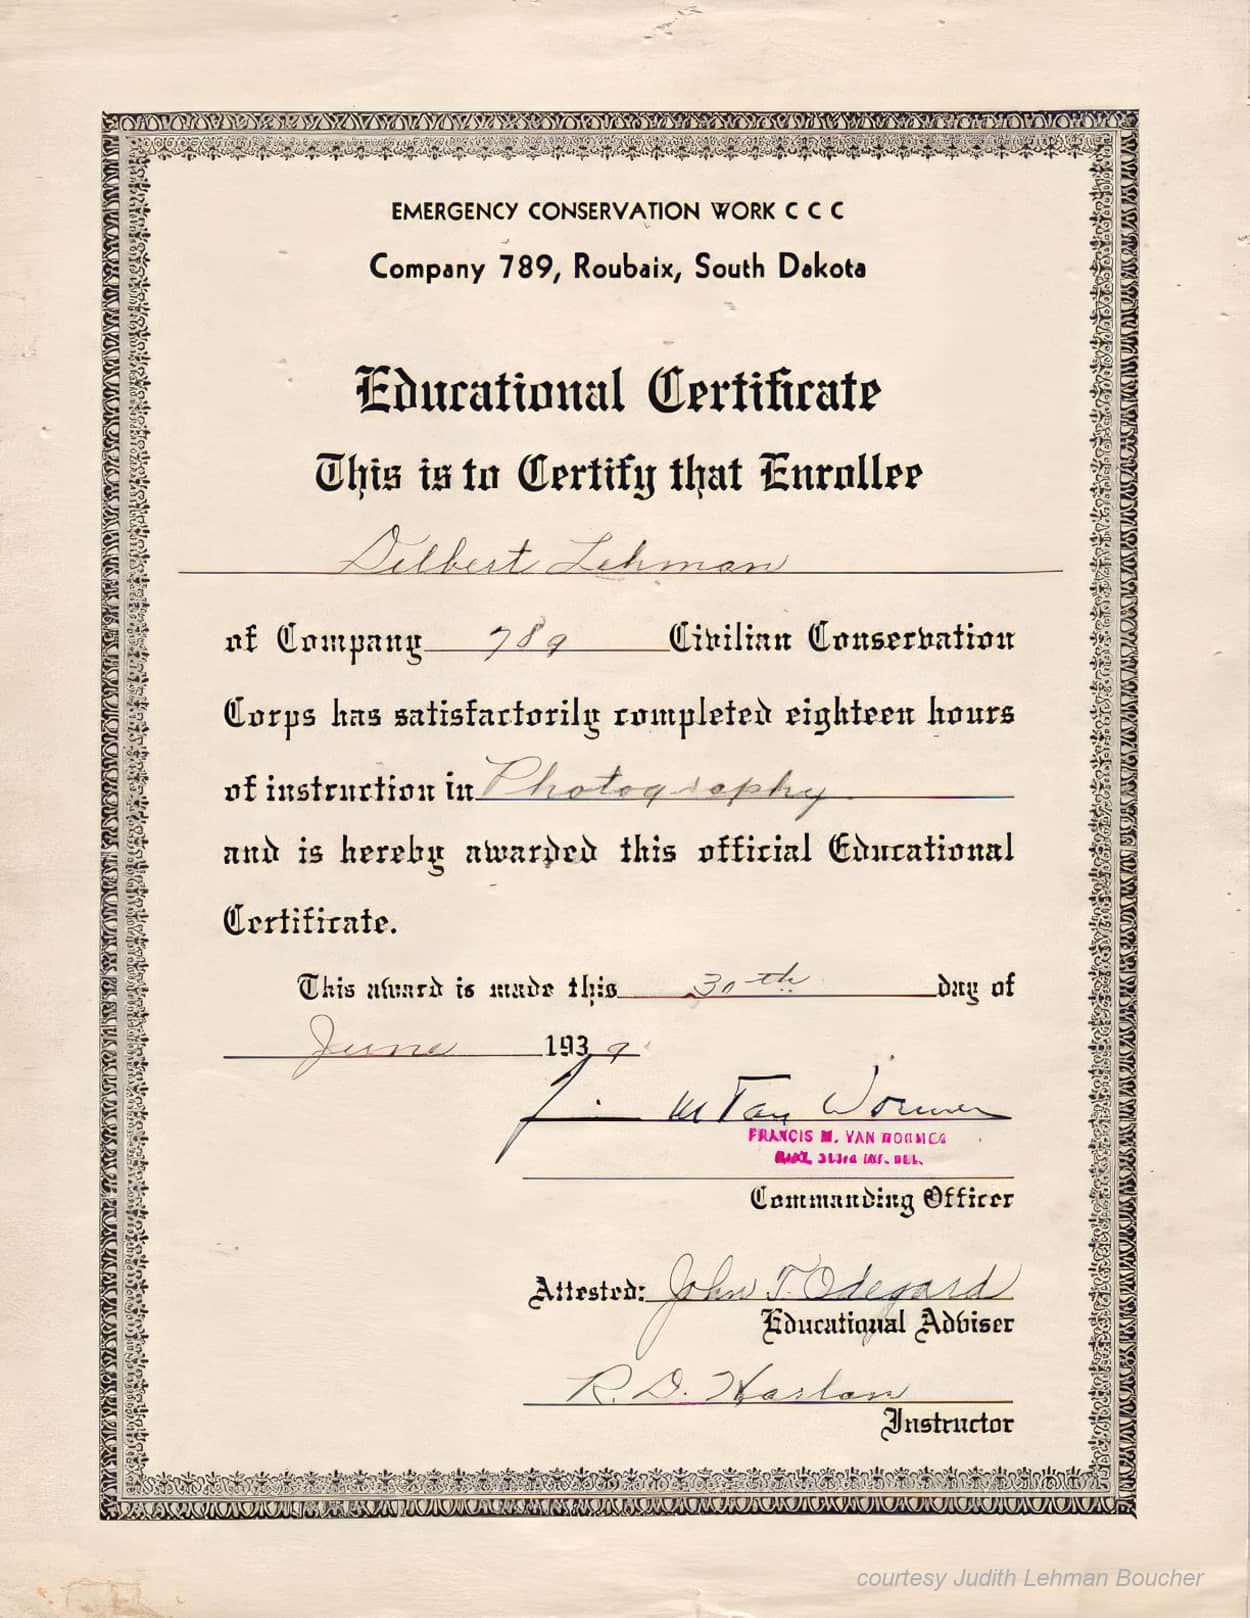 EMERGENCY CONSERVATION WORK C C C
Company 789, Roubaix, South Dakota
Educational Certificate
This is to Certify that Enrollee
Delbert Lehman
of Company 789 Civilian Conservation
Corps has satisfactorily completed eighteen hours
of instruction in Photography
and is hereby awarded this official Educational
Certificate.
This award is made this 30th day of
June 1939
M Van Wormer
FRANCIS M. VAN
Commanding Officer
Attested: John T. Odegard
Educational Adviser
R. D. Harlan
Instructor
courtesy Judith Lehman Boucher